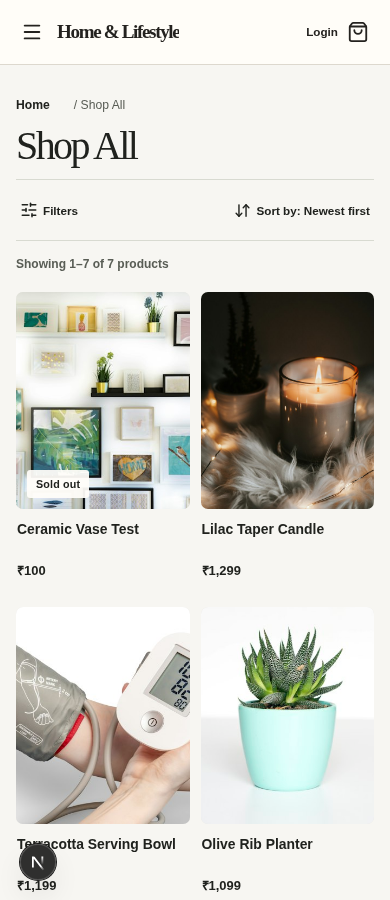 Home & Lifestyle
Login
Home / Shop All
Shop All
Filters
Sort by: Newest first
Showing 1–7 of 7 products
Sold out
Ceramic Vase Test
Lilac Taper Candle
₹100
₹1,299
Terracotta Serving Bowl
Olive Rib Planter
N
₹1,199
₹1,099